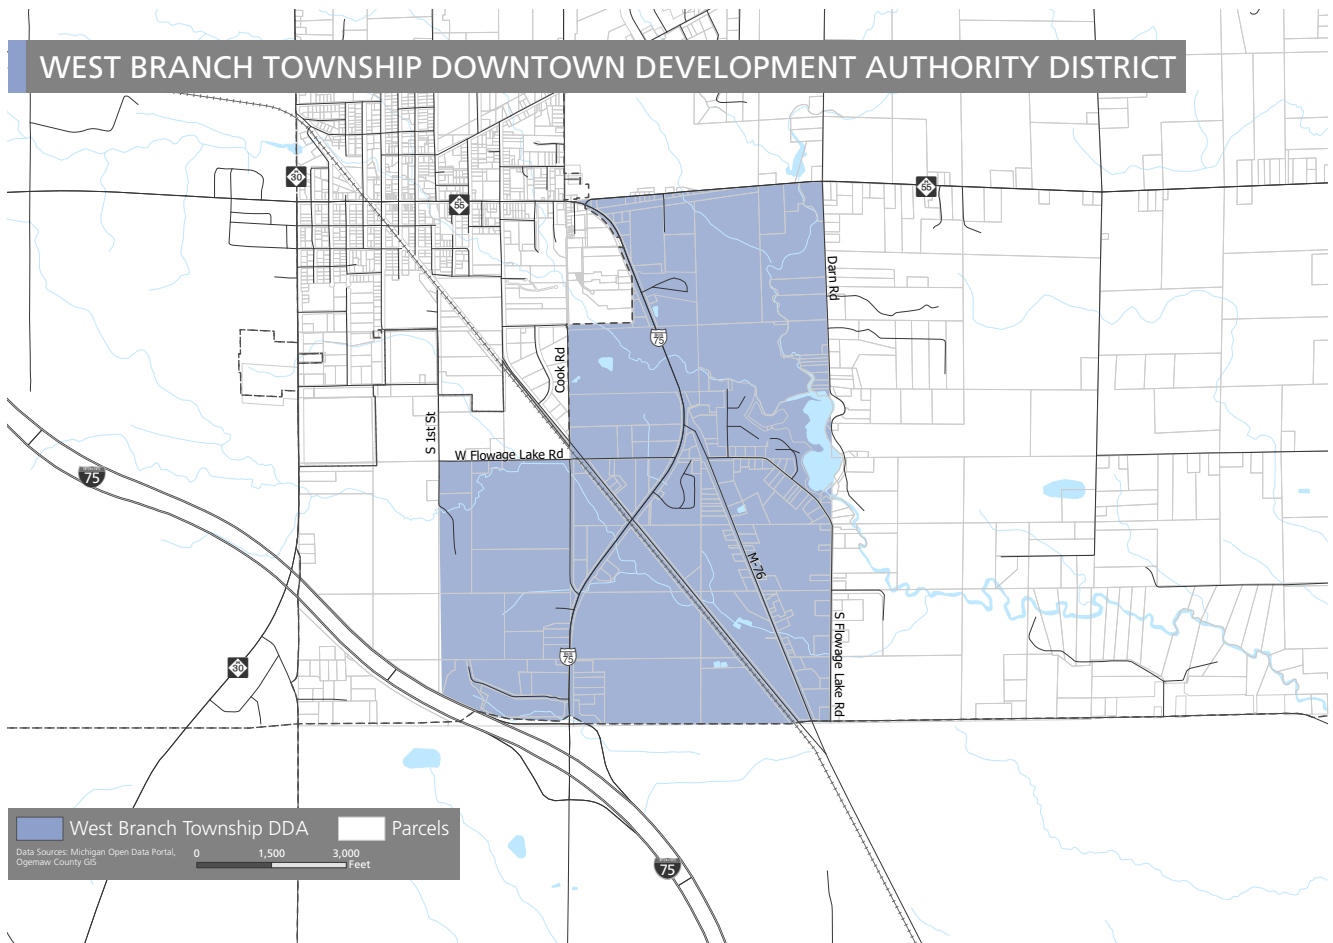 WEST BRANCH TOWNSHIP DOWNTOWN DEVELOPMENT AUTHORITY DISTRICT
30
55
55
Darn Rd
75
Cook Rd
S 1st St
W Flowage Lake Rd
75
M-76
S Flowage Lake Rd
30
75
West Branch Township DDA
Parcels
Data Sources: Michigan Open Data Portal,
Ogemaw County GIS
0 1,500 3,000
Feet
75